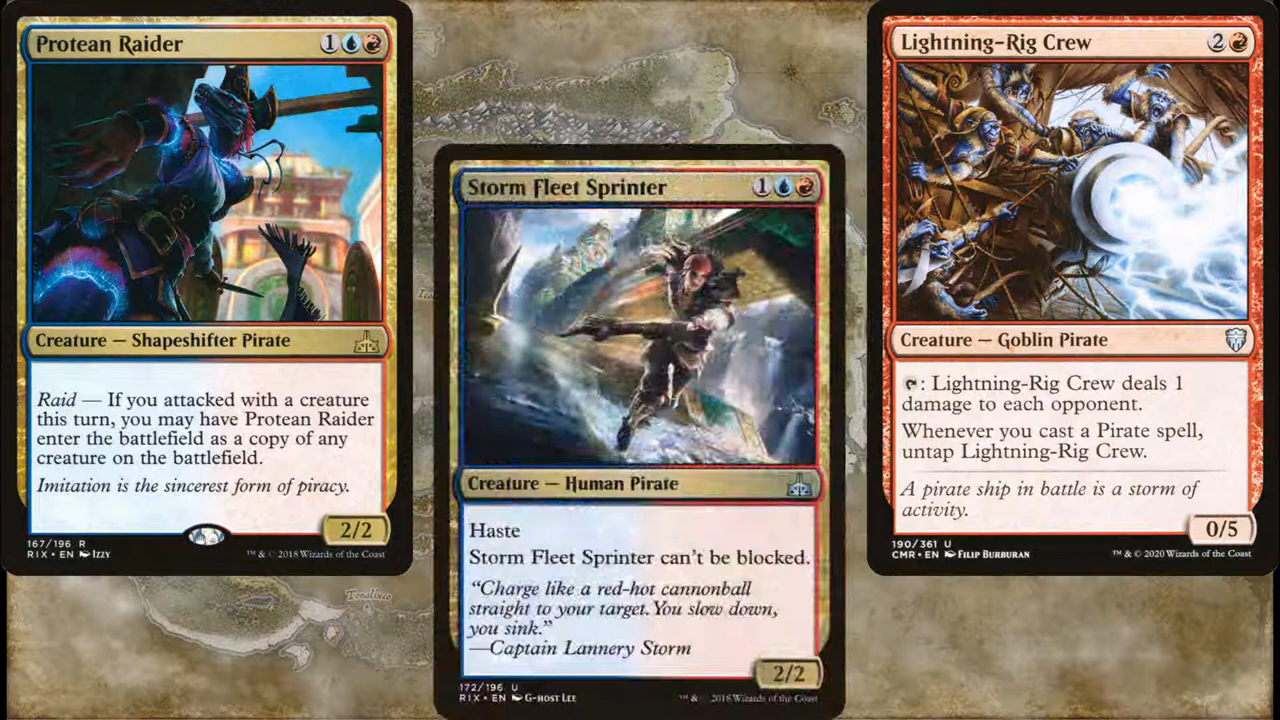 Protean Raider 1
Creature — Shapeshifter Pirate
Raid — If you attacked with a creature
this turn, you may have Protean Raider
enter the battlefield as a copy of any
creature on the battlefield.
Imitation is the sincerest form of piracy.
2/2
167/196 R
RIX • EN Izzy
™ & © 2018 Wizards of the Coast
Storm Fleet Sprinter 1
Creature — Human Pirate
Haste
Storm Fleet Sprinter can't be blocked.
"Charge like a red-hot cannonball
straight to your target. You slow down,
you sink."
—Captain Lannery Storm
2/2
172/196 U
RIX • EN G-host Lee
™ & © 2018 Wizards of the Coast
Lightning-Rig Crew 2
Creature — Goblin Pirate
: Lightning-Rig Crew deals 1
damage to each opponent.
Whenever you cast a Pirate spell,
untap Lightning-Rig Crew.
A pirate ship in battle is a storm of
activity.
0/5
190/361 U
CMR • EN Filip Burburan
™ & © 2020 Wizards of the Coast